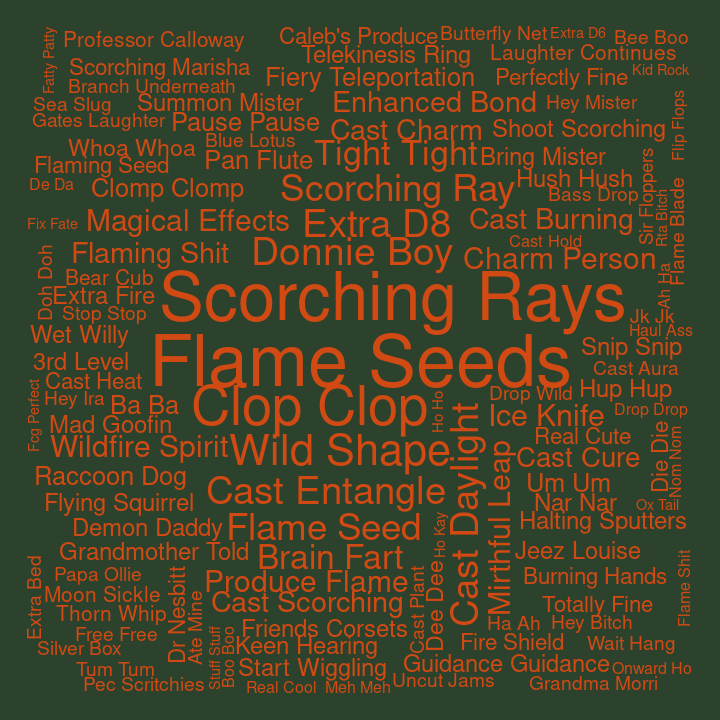 Fatty Patty
Professor Calloway
Caleb's Produce
Butterfly Net
Extra D6
Bee Boo
Telekinesis Ring
Laughter Continues
Scorching Marisha
Fiery Teleportation
Perfectly Fine
Kid Rock
Branch Underneath
Sea Slug
Summon Mister
Enhanced Bond
Hey Mister
Flip Flops
Gates Laughter
Pause Pause
Cast Charm
Shoot Scorching
Whoa Whoa
Blue Lotus
Tight Tight
Bring Mister
Flaming Seed
Pan Flute
Sir Floppers
De Da
Clomp Clomp
Scorching Ray
Hush Hush
Bass Drop
Rta Bitch
Flame Blade
Fix Fate
Magical Effects
Extra D8
Cast Burning
Cast Hold
Doh Doh
Flaming Shit
Donnie Boy
Charm Person
Ah Ha
Bear Cub
Extra Fire
Scorching Rays
Stop Stop
Jk Jk
Haul Ass
Wet Willy
Flame Seeds
Snip Snip
3rd Level
Cast Aura
Cast Heat
Hup Hup
Fcg Perfect
Hey Ira
Ba Ba
Clop Clop
Ho Ho
Drop Wild
Drop Drop
Mad Goofin
Ice Knife
Real Cute
Die Die
Nom Nom
Wildfire Spirit
Wild Shape
Cast Daylight
Mirthful Leap
Cast Cure
Raccoon Dog
Cast Entangle
Um Um
Flying Squirrel
Nar Nar
Ox Tail
Demon Daddy
Flame Seed
Ho Kay
Halting Sputters
Grandmother Told
Brain Fart
Jeez Louise
Extra Bed
Papa Ollie
Dr Nesbitt
Produce Flame
Cast Plant
Dee Dee
Burning Hands
Flame Shit
Moon Sickle
Ate Mine
Cast Scorching
Totally Fine
Thorn Whip
Free Free
Stuff Stuff
Boo Boo
Friends Corsets
Ha Ah
Hey Bitch
Silver Box
Keen Hearing
Fire Shield
Wait Hang
Tum Tum
Start Wiggling
Guidance Guidance
Onward Ho
Pec Scritchies
Real Cool
Meh Meh
Uncut Jams
Grandma Morri